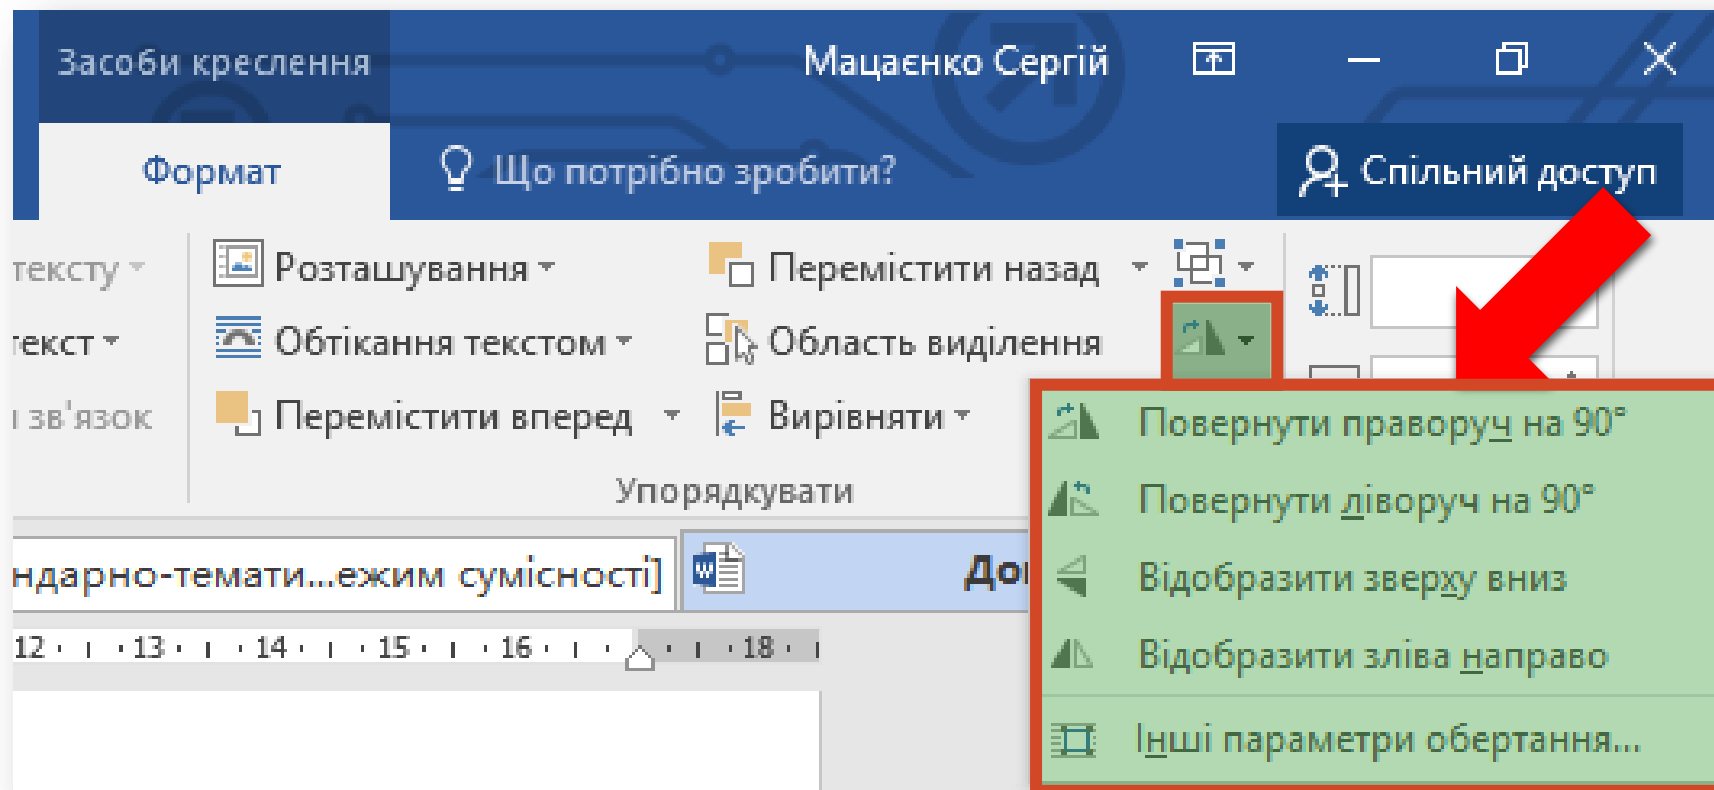 Засоби креслення
Мацаєнко Сергій
Формат
Що потрібно зробити?
Спільний доступ
тексту
Розташування
Перемістити назад
Обтікання текстом
Область виділення
зв'язок
Перемістити вперед
Вирівняти
Упорядкувати
Повернути праворуч на 90°
Повернути ліворуч на 90°
Відобразити зверху вниз
Відобразити зліва направо
Інші параметри обертання...
ндарно-темати...ежим сумісності]
12 13 14 15 16 18